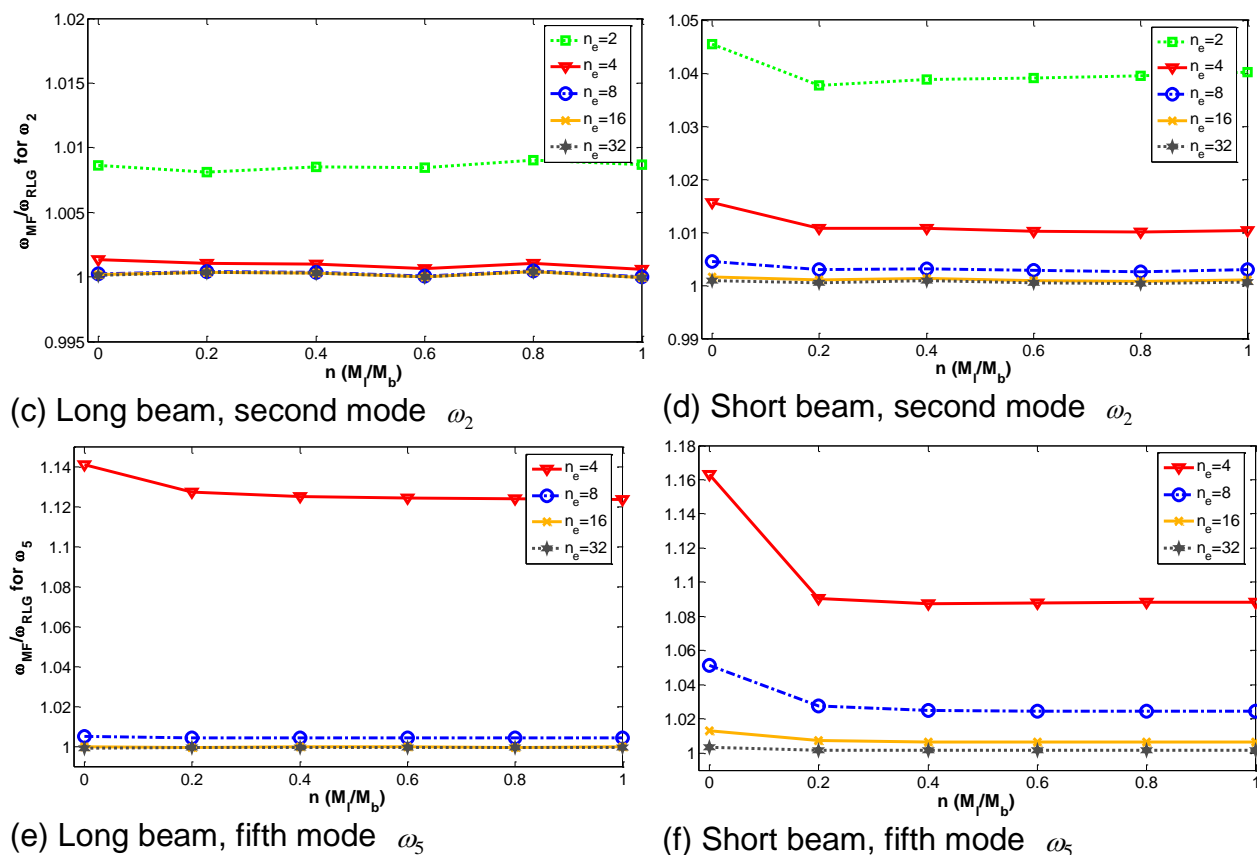 1.02
1.015
1.01
1.005
1
0.995
ω_MF/ω_RLG for ω_2
n_e=2
n_e=4
n_e=8
n_e=16
n_e=32
0 0.2 0.4 0.6 0.8 1
n (M_l/M_b)
(c) Long beam, second mode ω_2
1.05
1.04
1.03
1.02
1.01
1
0.99
n_e=2
n_e=4
n_e=8
n_e=16
n_e=32
0 0.2 0.4 0.6 0.8 1
n (M_l/M_b)
(d) Short beam, second mode ω_2
1.14
1.12
1.1
1.08
1.06
1.04
1.02
1
ω_MF/ω_RLG for ω_5
n_e=4
n_e=8
n_e=16
n_e=32
0 0.2 0.4 0.6 0.8 1
n (M_l/M_b)
(e) Long beam, fifth mode ω_5
1.18
1.16
1.14
1.12
1.1
1.08
1.06
1.04
1.02
1
n_e=4
n_e=8
n_e=16
n_e=32
0 0.2 0.4 0.6 0.8 1
n (M_l/M_b)
(f) Short beam, fifth mode ω_5